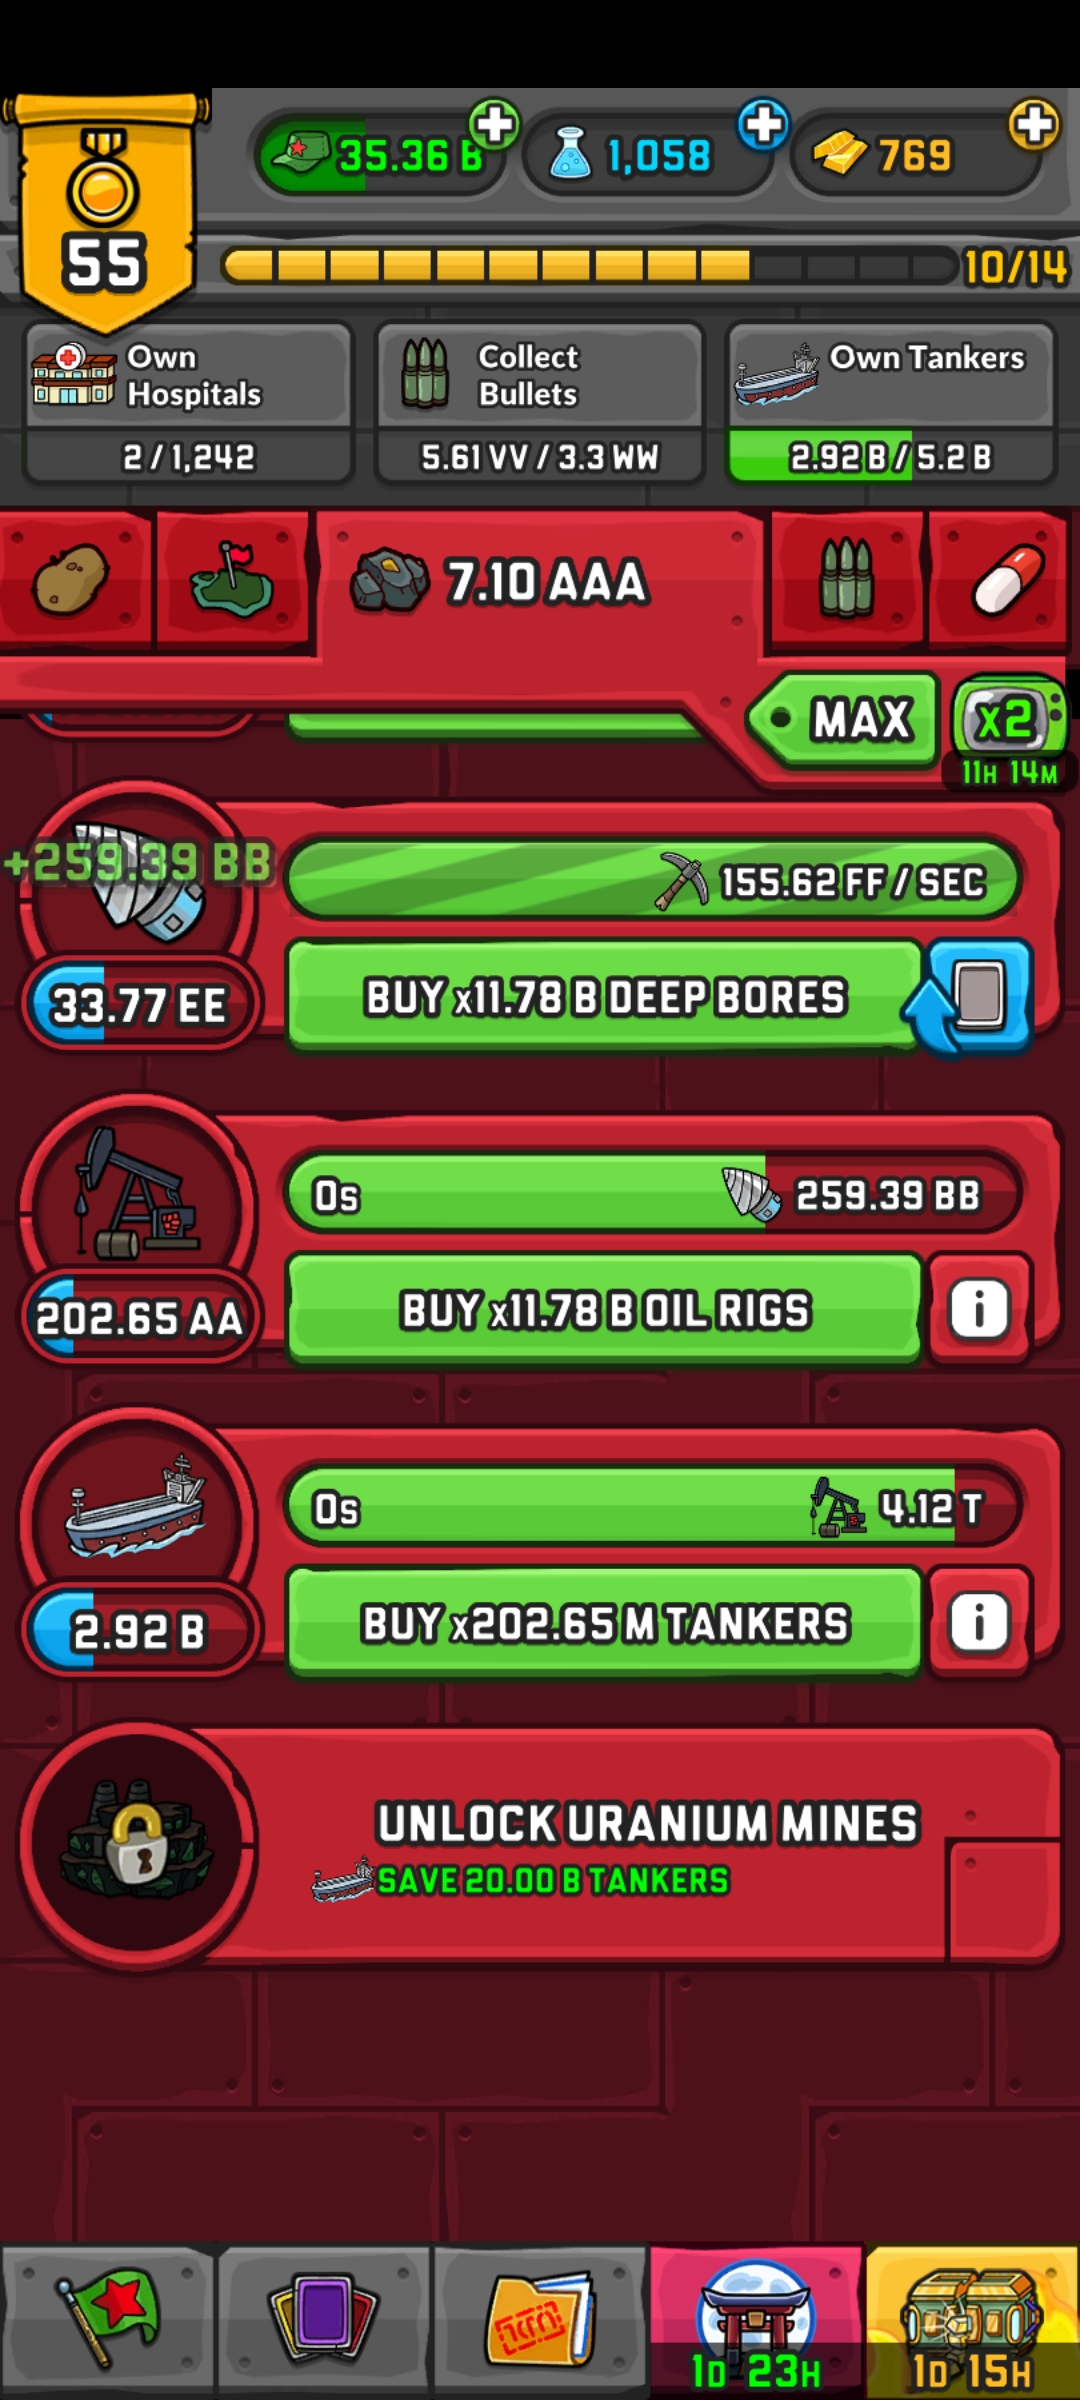 35.36 B
1,058
769
55
10/14
Own
Hospitals
2 / 1,242
Collect
Bullets
5.61 VV / 3.3 WW
Own Tankers
2.92 B / 5.2 B
7.10 AAA
MAX
x2
11H 14M
+259.39 BB
155.62 FF / SEC
33.77 EE
BUY x11.78 B DEEP BORES
0s
259.39 BB
202.65 AA
BUY x11.78 B OIL RIGS
i
0s
4.12 T
2.92 B
BUY x202.65 M TANKERS
i
UNLOCK URANIUM MINES
SAVE 20.00 B TANKERS
1D 23H
1D 15H